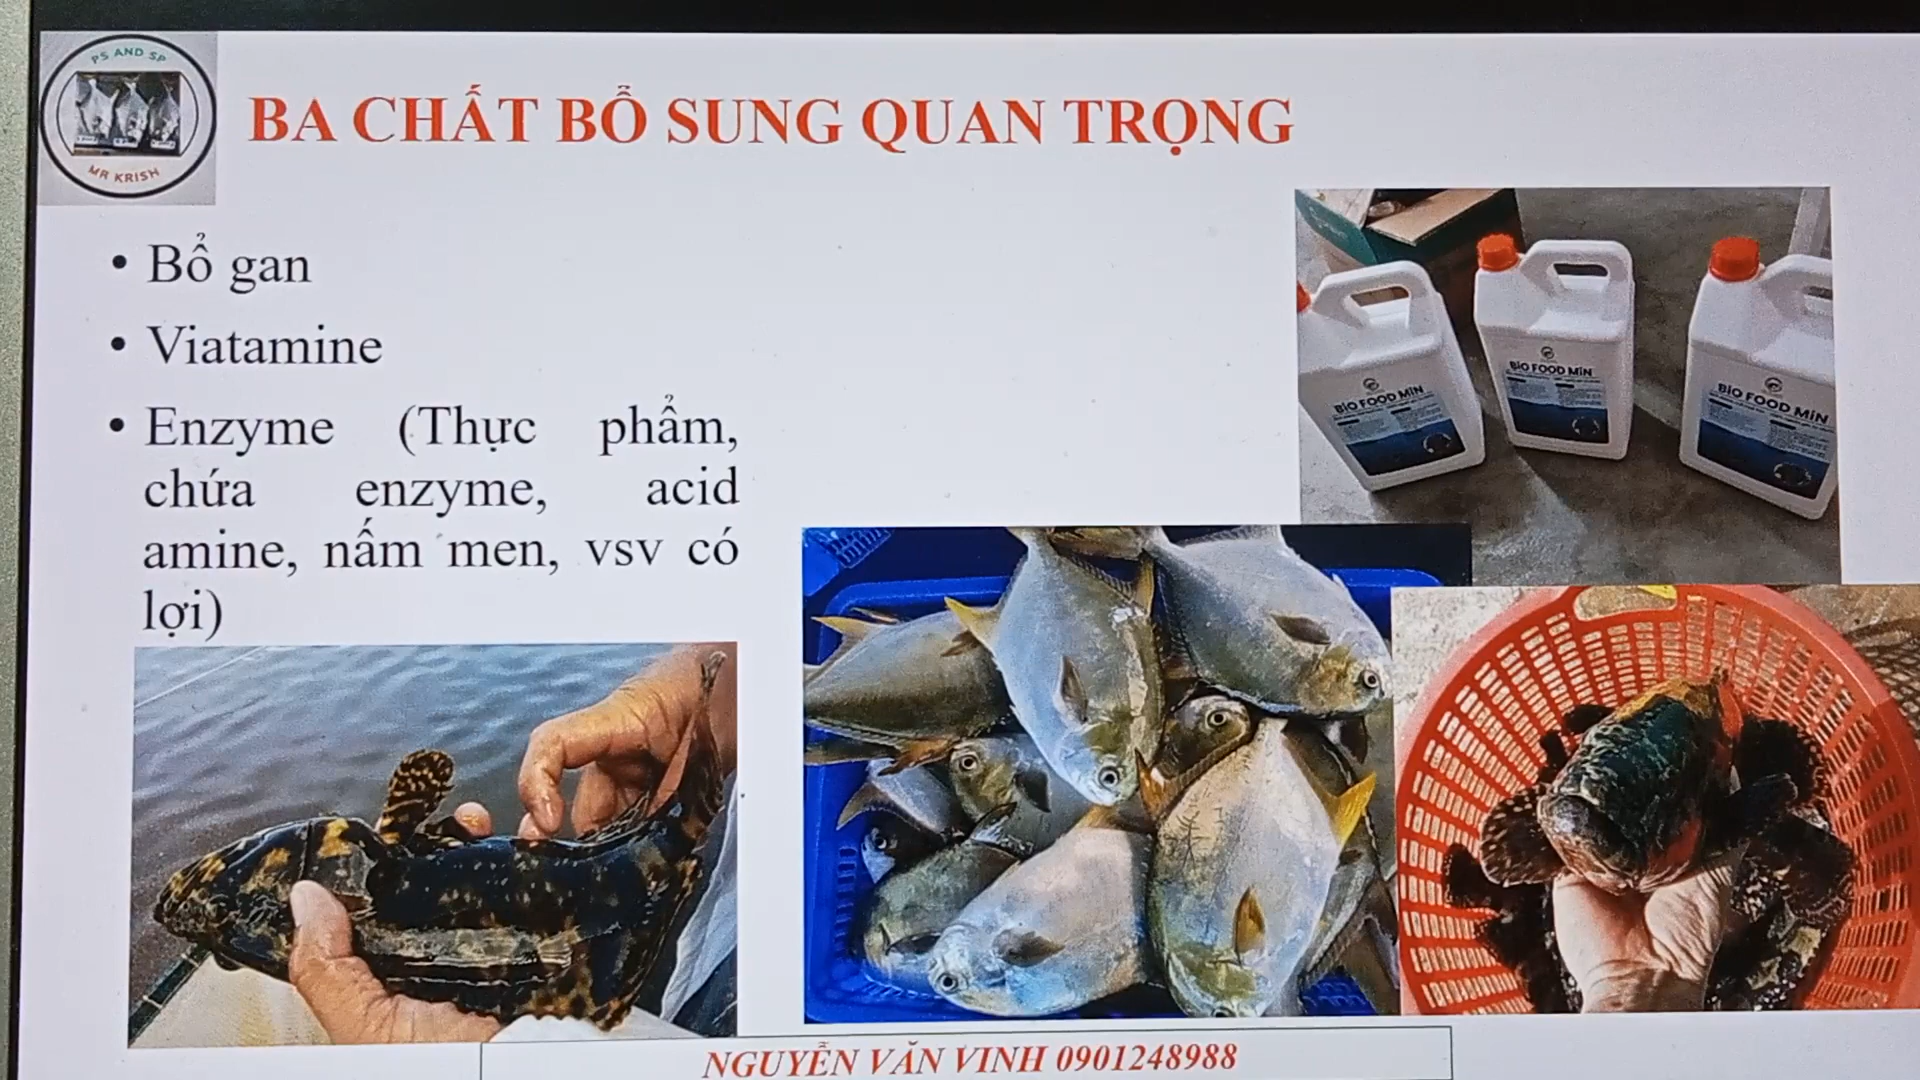 PS AND SP
MR KRISH
BA CHẤT BỔ SUNG QUAN TRỌNG
• Bổ gan
• Viatamine
• Enzyme (Thực phẩm,
chứa enzyme, acid
amine, nấm men, vsv có
lợi)
BIO FOOD MIN
BIO FOOD MIN
BIO FOOD MIN
NGUYỄN VĂN VINH 0901248988